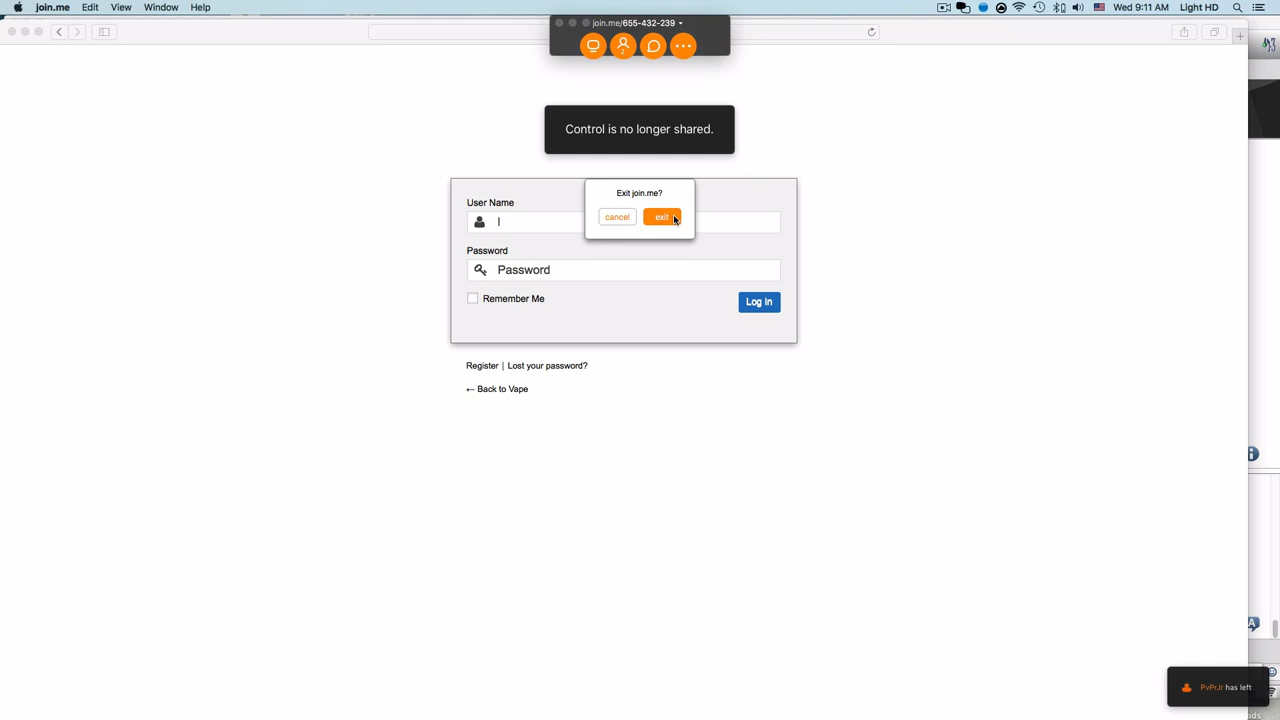 join.me Edit View Window Help
Wed 9:11 AM Light HD
join.me/655-432-239
2
Control is no longer shared.
Exit join.me?
cancel exit
User Name
Password
Password
Remember Me
Log In
Register | Lost your password?
← Back to Vape
PvPrJr has left